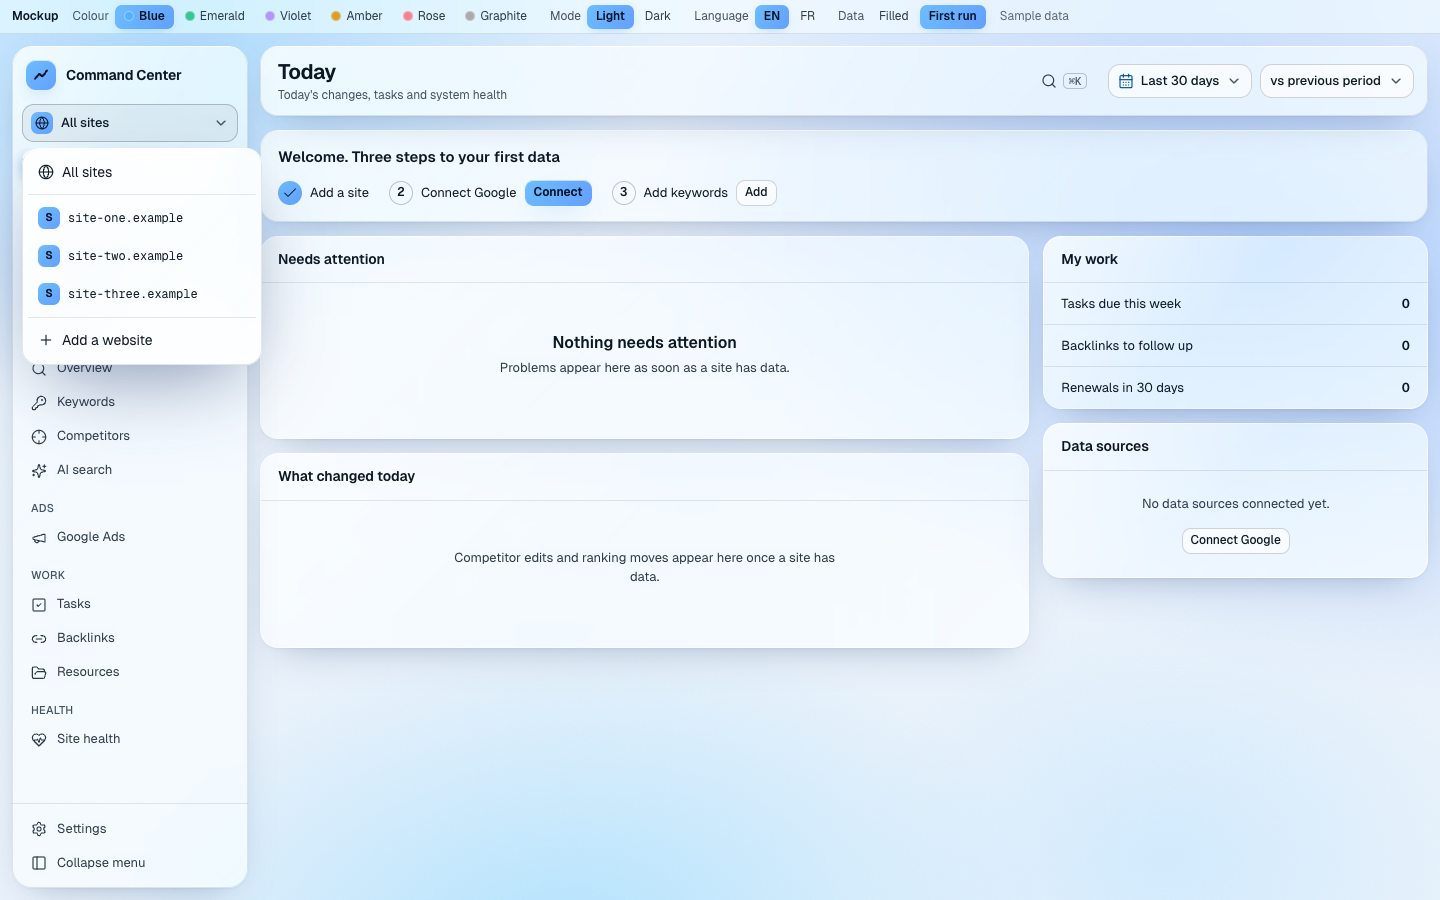 Mockup Colour Blue Emerald Violet Amber Rose Graphite Mode Light Dark Language EN FR Data Filled First run Sample data
Command Center
All sites
All sites
S site-one.example
S site-two.example
S site-three.example
Add a website
Overview
Keywords
Competitors
AI search
ADS
Google Ads
WORK
Tasks
Backlinks
Resources
HEALTH
Site health
Settings
Collapse menu
Today
Today's changes, tasks and system health
⌘K
Last 30 days
vs previous period
Welcome. Three steps to your first data
Add a site 2 Connect Google Connect 3 Add keywords Add
Needs attention
Nothing needs attention
Problems appear here as soon as a site has data.
What changed today
Competitor edits and ranking moves appear here once a site has
data.
My work
Tasks due this week 0
Backlinks to follow up 0
Renewals in 30 days 0
Data sources
No data sources connected yet.
Connect Google